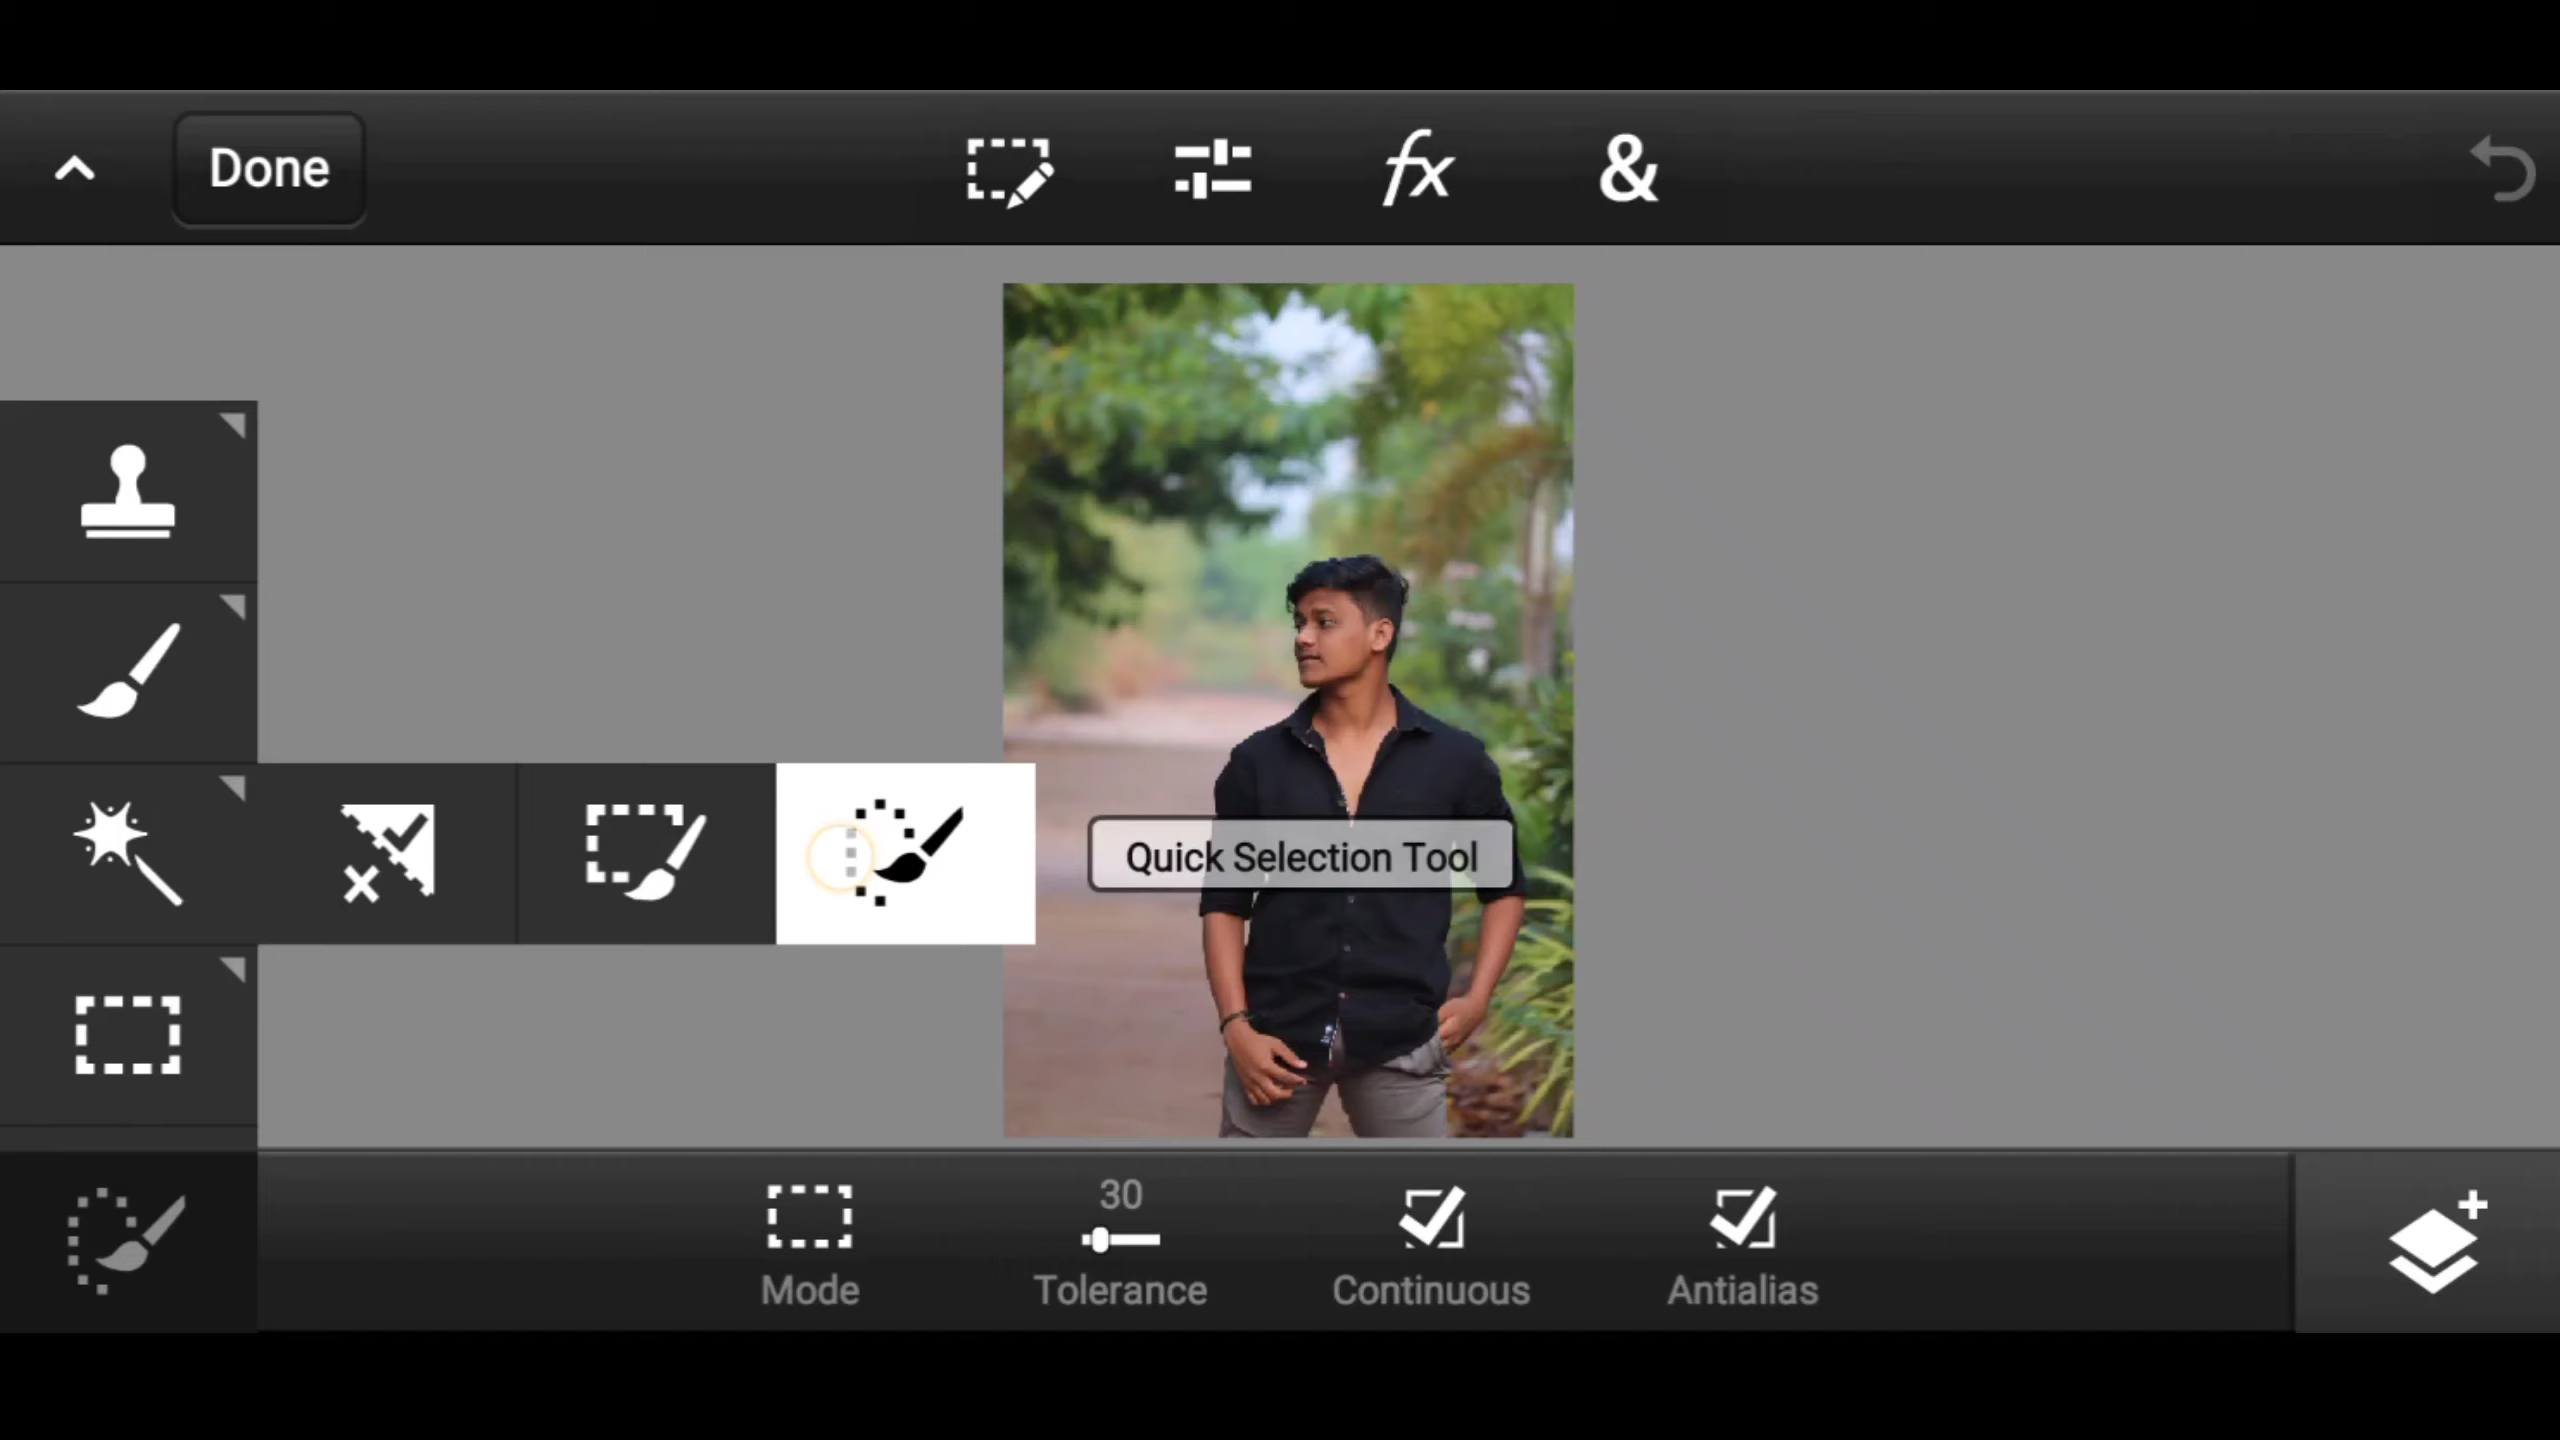 Done
fx
&
Quick Selection Tool
30
Mode
Tolerance
Continuous
Antialias